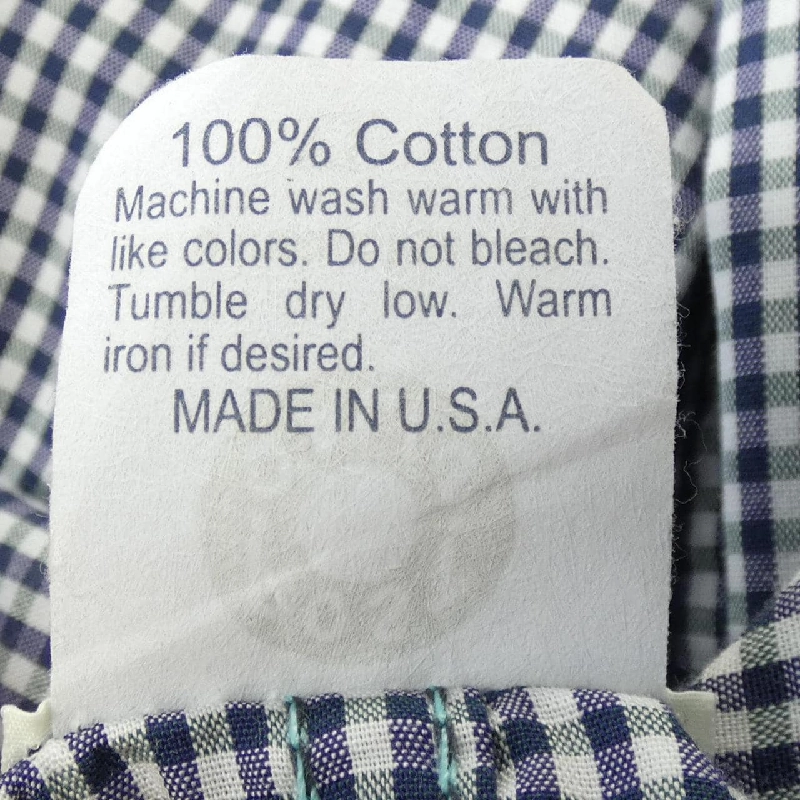 100% Cotton
Machine wash warm with
like colors. Do not bleach.
Tumble dry low. Warm
iron if desired.
MADE IN U.S.A.